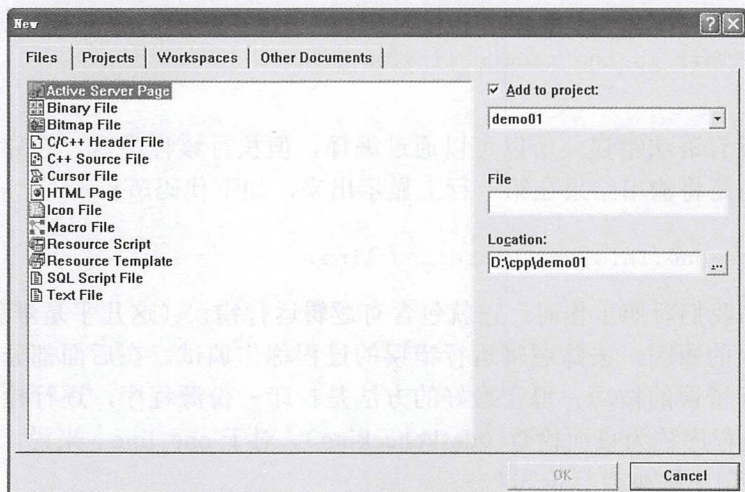 New
Files
Projects
Workspaces
Other Documents
Active Server Page
Binary File
Bitmap File
C/C++ Header File
C++ Source File
Cursor File
HTML Page
Icon File
Macro File
Resource Script
Resource Template
SQL Script File
Text File
Add to project:
demo01
File
Location:
D:\cpp\demo01
...
OK
Cancel